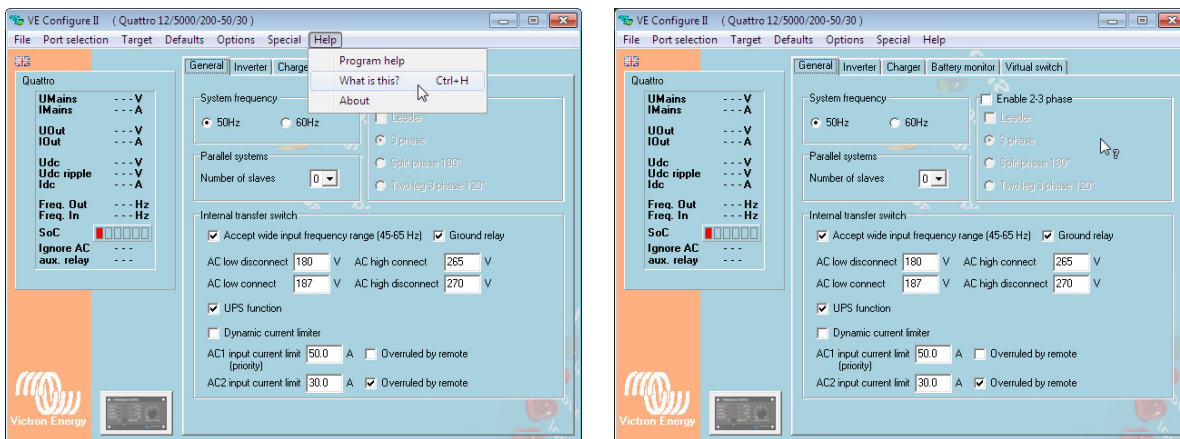 VE Configure II ( Quattro 12/5000/200-50/30 )
File Port selection Target Defaults Options Special Help
Program help
What is this? Ctrl+H
About
General Inverter Charge
Quattro
UMains - - - V
IMains - - - A
UOut - - - V
IOut - - - A
Udc - - - V
Udc ripple - - - V
Idc - - - A
Freq. Out - - - Hz
Freq. In - - - Hz
SoC
Ignore AC - - -
aux. relay - - -
System frequency
50Hz 60Hz
Leader
3 phase
Parallel systems
Number of slaves 0
Split phase 180°
Two leg 3 phase 120°
Internal transfer switch
Accept wide input frequency range (45-65 Hz) Ground relay
AC low disconnect 180 V AC high connect 265 V
AC low connect 187 V AC high disconnect 270 V
UPS function
Dynamic current limiter
AC1 input current limit 50.0 A Overruled by remote
(priority)
AC2 input current limit 30.0 A Overruled by remote
Victron Energy
VE Configure II ( Quattro 12/5000/200-50/30 )
File Port selection Target Defaults Options Special Help
General Inverter Charger Battery monitor Virtual switch
Quattro
UMains - - - V
IMains - - - A
UOut - - - V
IOut - - - A
Udc - - - V
Udc ripple - - - V
Idc - - - A
Freq. Out - - - Hz
Freq. In - - - Hz
SoC
Ignore AC - - -
aux. relay - - -
System frequency
50Hz 60Hz
Enable 2-3 phase
Leader
3 phase
Parallel systems
Number of slaves 0
Split phase 180°
Two leg 3 phase 120°
Internal transfer switch
Accept wide input frequency range (45-65 Hz) Ground relay
AC low disconnect 180 V AC high connect 265 V
AC low connect 187 V AC high disconnect 270 V
UPS function
Dynamic current limiter
AC1 input current limit 50.0 A Overruled by remote
(priority)
AC2 input current limit 30.0 A Overruled by remote
Victron Energy